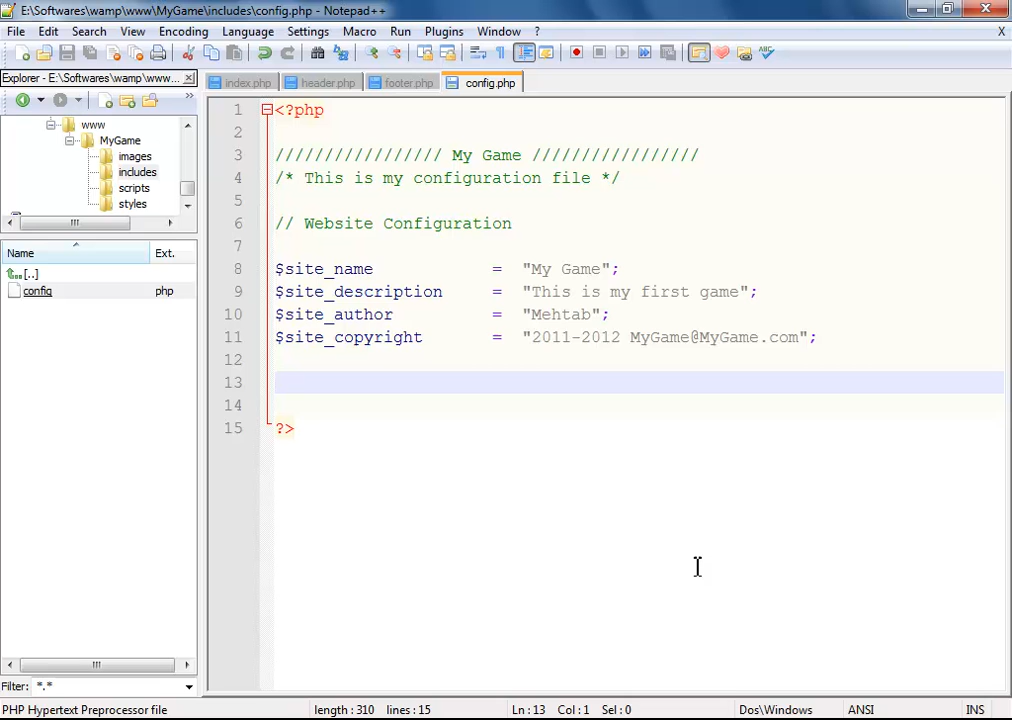 E:\Softwares\wamp\www\MyGame\includes\config.php - Notepad++
File Edit Search View Encoding Language Settings Macro Run Plugins Window ? X
Explorer - E:\Softwares\wamp\www...
index.php header.php footer.php config.php
www
MyGame
images
includes
scripts
styles
Name Ext.
[..]
config php
Filter: *.*
1 <?php
2
3 ///////////////// My Game /////////////////
4 /* This is my configuration file */
5
6 // Website Configuration
7
8 $site_name = "My Game";
9 $site_description = "This is my first game";
10 $site_author = "Mehtab";
11 $site_copyright = "2011-2012 MyGame@MyGame.com";
12
13
14
15 ?>
PHP Hypertext Preprocessor file length : 310 lines : 15 Ln : 13 Col : 1 Sel : 0 Dos\Windows ANSI INS